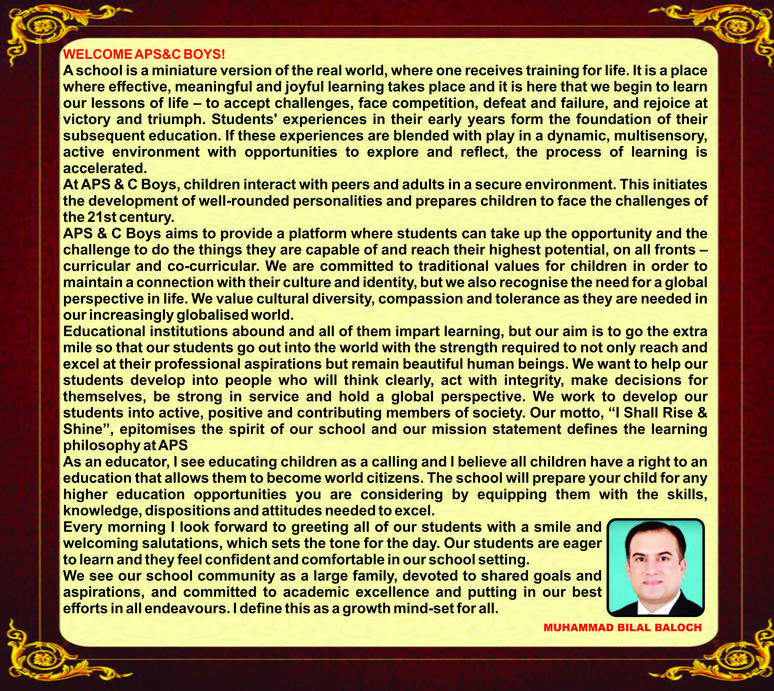 WELCOME APS&C BOYS!
A school is a miniature version of the real world, where one receives training for life. It is a place
where effective, meaningful and joyful learning takes place and it is here that we begin to learn
our lessons of life – to accept challenges, face competition, defeat and failure, and rejoice at
victory and triumph. Students' experiences in their early years form the foundation of their
subsequent education. If these experiences are blended with play in a dynamic, multisensory,
active environment with opportunities to explore and reflect, the process of learning is
accelerated.
At APS & C Boys, children interact with peers and adults in a secure environment. This initiates
the development of well-rounded personalities and prepares children to face the challenges of
the 21st century.
APS & C Boys aims to provide a platform where students can take up the opportunity and the
challenge to do the things they are capable of and reach their highest potential, on all fronts –
curricular and co-curricular. We are committed to traditional values for children in order to
maintain a connection with their culture and identity, but we also recognise the need for a global
perspective in life. We value cultural diversity, compassion and tolerance as they are needed in
our increasingly globalised world.
Educational institutions abound and all of them impart learning, but our aim is to go the extra
mile so that our students go out into the world with the strength required to not only reach and
excel at their professional aspirations but remain beautiful human beings. We want to help our
students develop into people who will think clearly, act with integrity, make decisions for
themselves, be strong in service and hold a global perspective. We work to develop our
students into active, positive and contributing members of society. Our motto, “I Shall Rise &
Shine”, epitomises the spirit of our school and our mission statement defines the learning
philosophy at APS
As an educator, I see educating children as a calling and I believe all children have a right to an
education that allows them to become world citizens. The school will prepare your child for any
higher education opportunities you are considering by equipping them with the skills,
knowledge, dispositions and attitudes needed to excel.
Every morning I look forward to greeting all of our students with a smile and
welcoming salutations, which sets the tone for the day. Our students are eager
to learn and they feel confident and comfortable in our school setting.
We see our school community as a large family, devoted to shared goals and
aspirations, and committed to academic excellence and putting in our best
efforts in all endeavours. I define this as a growth mind-set for all.
MUHAMMAD BILAL BALOCH